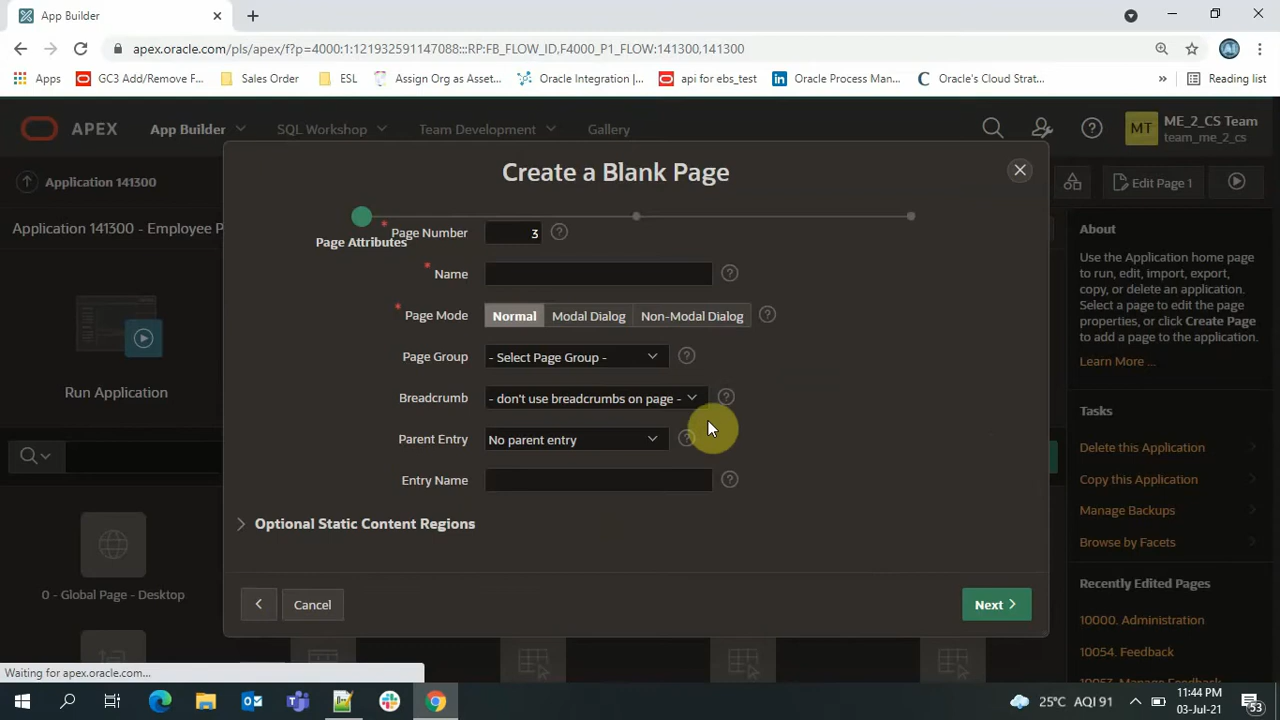 App Builder
apex.oracle.com/pls/apex/f?p=4000:1:121932591147088:::RP:FB_FLOW_ID,F4000_P1_FLOW:141300,141300
Apps
GC3 Add/Remove F...
Sales Order
ESL
Assign Org as Asset...
Oracle Integration |...
api for ebs_test
Oracle Process Man...
Oracle's Cloud Strat...
»
Reading list
APEX
App Builder
SQL Workshop
Team Development
Gallery
MT
ME_2_CS Team
team_me_2_cs
Application 141300
Edit Page 1
Application 141300 - Employee P
Create a Blank Page
Page Attributes
* Page Number
3
* Name
* Page Mode
Normal
Modal Dialog
Non-Modal Dialog
Page Group
- Select Page Group -
Breadcrumb
- don't use breadcrumbs on page -
Parent Entry
No parent entry
Entry Name
Optional Static Content Regions
Cancel
Next
Run Application
0 - Global Page - Desktop
About
Use the Application home page
to run, edit, import, export,
copy, or delete an application.
Select a page to edit the page
properties, or click Create Page
to add a page to the application.
Learn More ...
Tasks
Delete this Application
Copy this Application
Manage Backups
Browse by Facets
Recently Edited Pages
10000. Administration
10054. Feedback
10053. Manage Feedback
Waiting for apex.oracle.com...
25°C AQI 91
11:44 PM
03-Jul-21
53